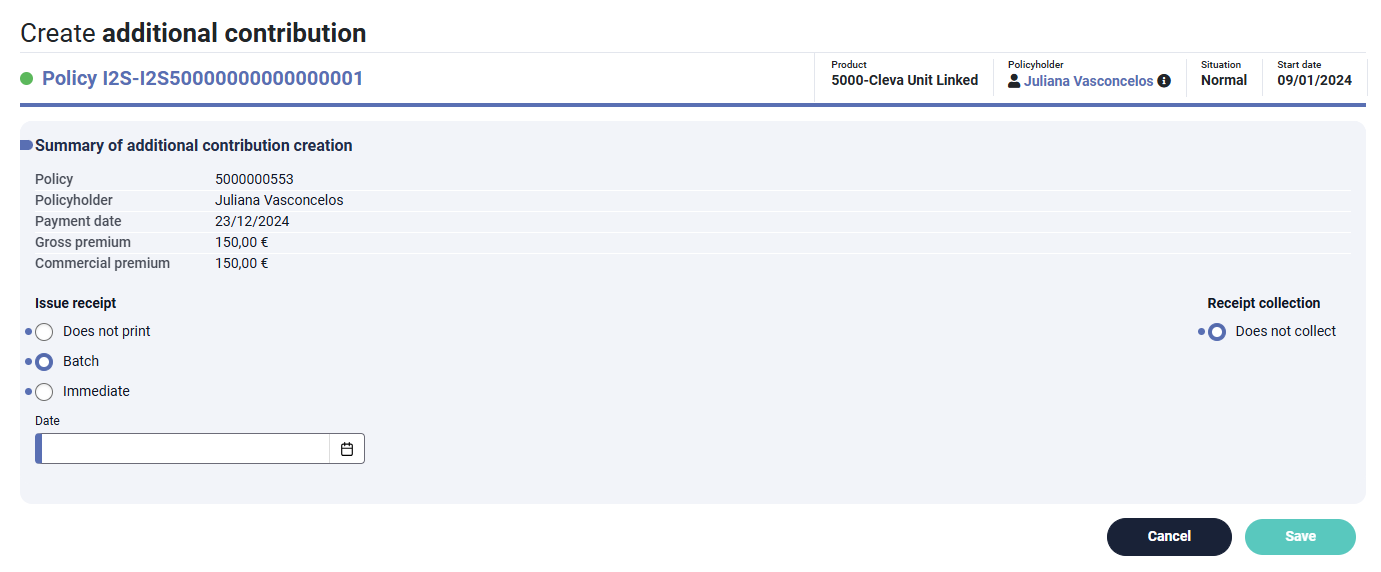 Create additional contribution
Policy I2S-I2S50000000000000001
Product
5000-Cleva Unit Linked
Policyholder
Juliana Vasconcelos
Situation
Normal
Start date
09/01/2024
Summary of additional contribution creation
Policy 5000000553
Policyholder Juliana Vasconcelos
Payment date 23/12/2024
Gross premium 150,00 €
Commercial premium 150,00 €
Issue receipt
Does not print
Batch
Immediate
Date
Receipt collection
Does not collect
Cancel
Save